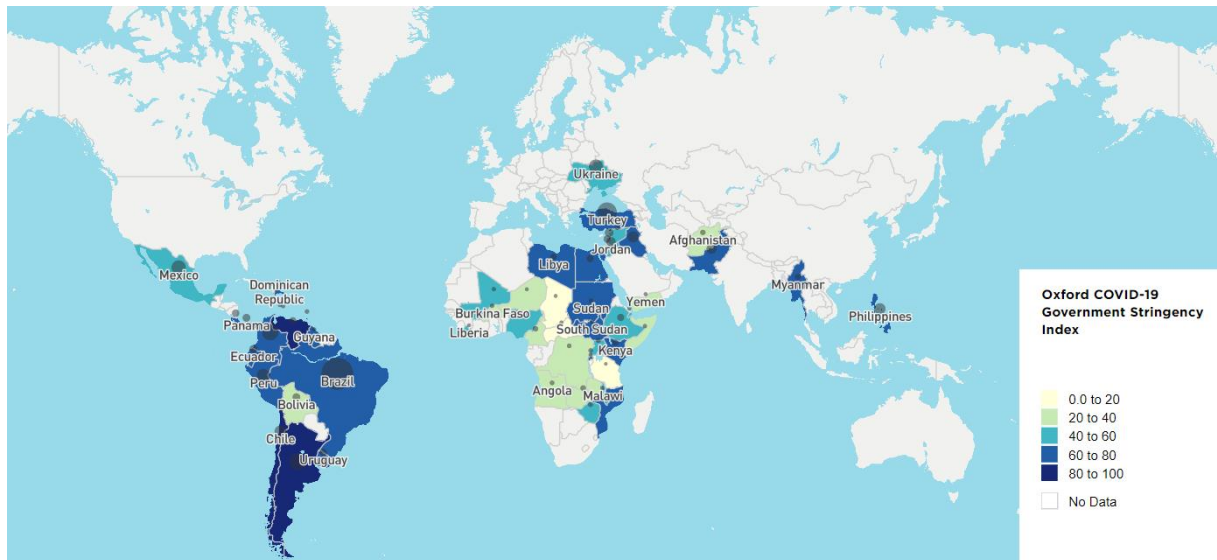 Ukraine
Turkey
Jordan
Afghanistan
Mexico
Dominican
Republic
Libya
Myanmar
Yemen
Sudan
Burkina Faso
Philippines
Panama
Liberia
South Sudan
Guyana
Ecuador
Kenya
Peru
Brazil
Angola
Malawi
Bolivia
Chile
Uruguay
Oxford COVID-19
Government Stringency
Index
0.0 to 20
20 to 40
40 to 60
60 to 80
80 to 100
No Data